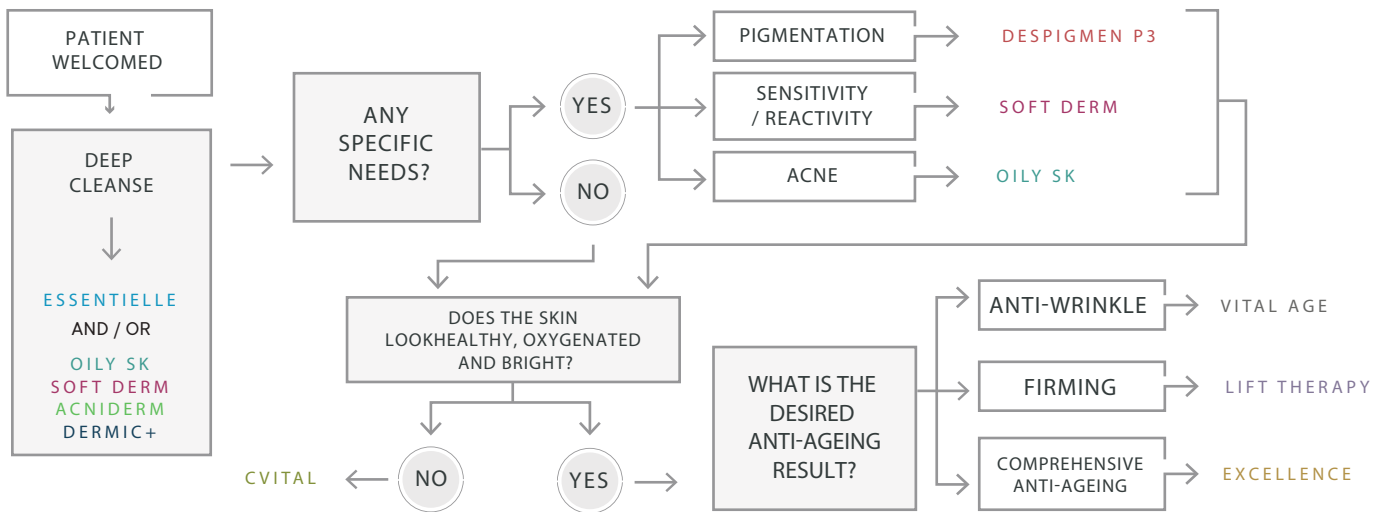 PATIENT
WELCOMED
DEEP
CLEANSE
ESSENTIELLE
AND / OR
OILY SK
SOFT DERM
ACNIDERM
DERMIC+
ANY
SPECIFIC
NEEDS?
YES
NO
PIGMENTATION
DESPIGMEN P3
SENSITIVITY
/ REACTIVITY
SOFT DERM
ACNE
OILY SK
DOES THE SKIN
LOOKHEALTHY, OXYGENATED
AND BRIGHT?
NO
CVITAL
YES
WHAT IS THE
DESIRED
ANTI-AGEING
RESULT?
ANTI-WRINKLE
VITAL AGE
FIRMING
LIFT THERAPY
COMPREHENSIVE
ANTI-AGEING
EXCELLENCE